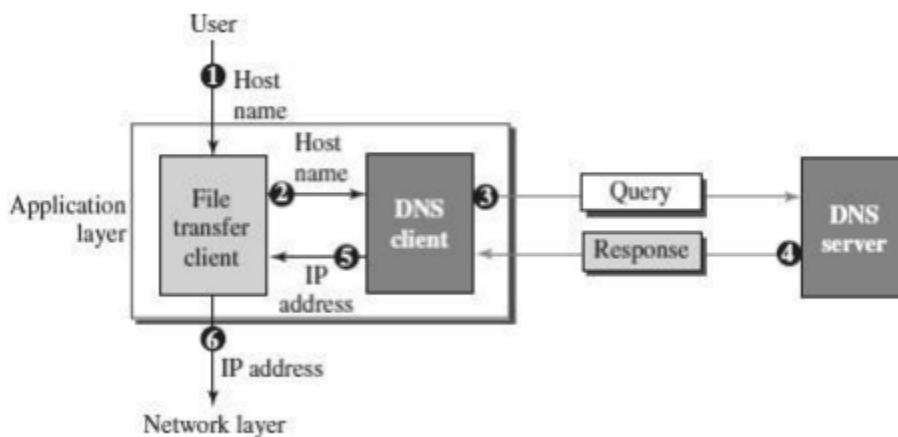 User
1
Host
name
Host
name
2
3
Query
Application
layer
File
transfer
client
DNS
client
DNS
server
5
Response
4
IP
address
6
IP address
Network layer